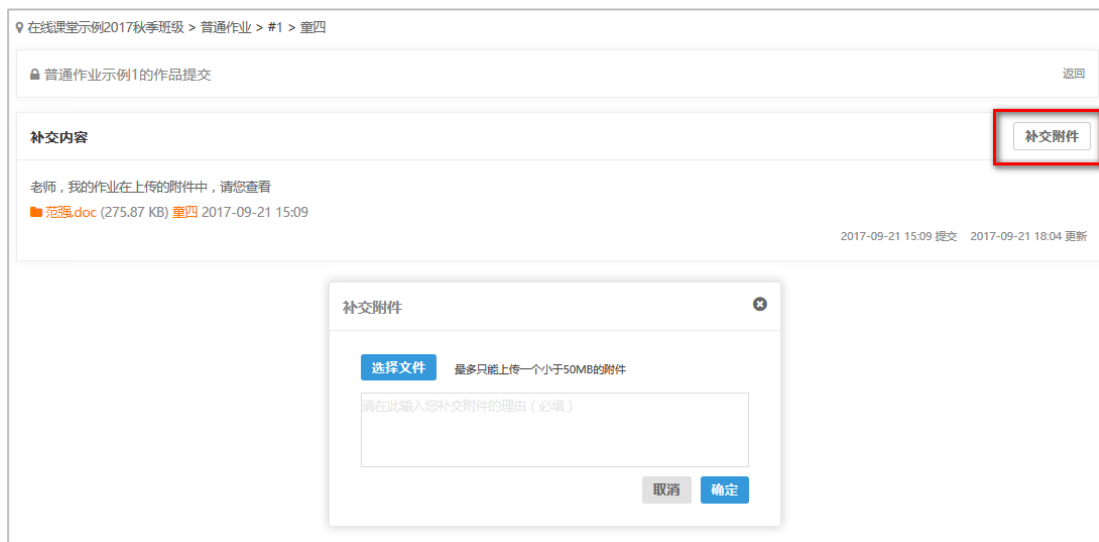 在线课堂示例2017秋季班级 > 普通作业 > #1 > 童四
普通作业示例1的作品提交 返回
补交内容 补交附件
老师，我的作业在上传的附件中，请您查看
范强.doc (275.87 KB) 童四 2017-09-21 15:09
2017-09-21 15:09 提交 2017-09-21 18:04 更新
补交附件
选择文件 最多只能上传一个小于50MB的附件
请在此输入您补交附件的理由（必填）
取消 确定